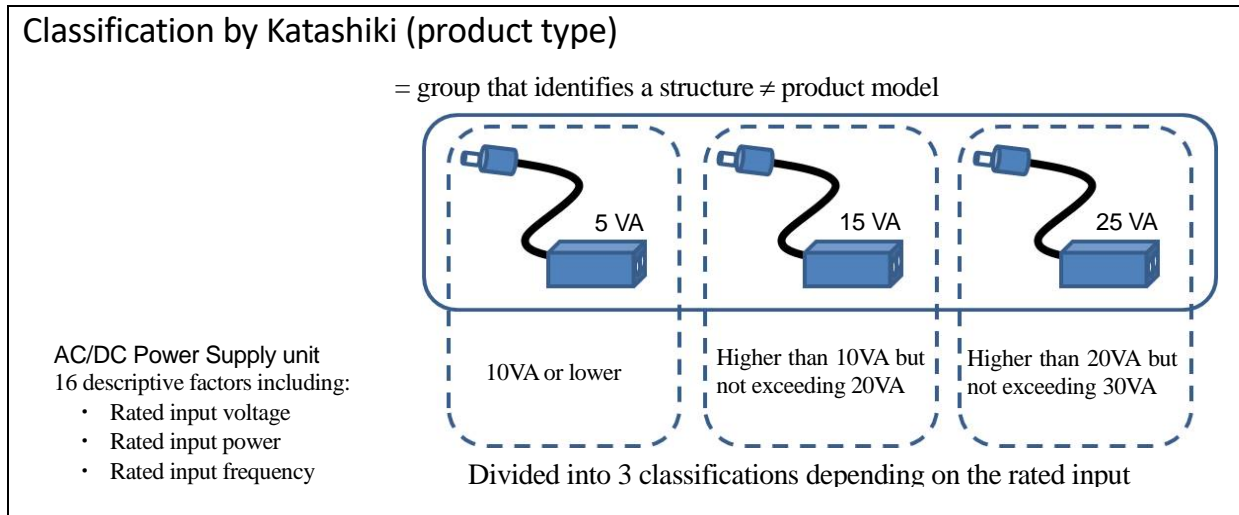 Classification by Katashiki (product type)
= group that identifies a structure ≠ product model
5 VA
15 VA
25 VA
AC/DC Power Supply unit
16 descriptive factors including:
・ Rated input voltage
・ Rated input power
・ Rated input frequency
10VA or lower
Higher than 10VA but
not exceeding 20VA
Higher than 20VA but
not exceeding 30VA
Divided into 3 classifications depending on the rated input